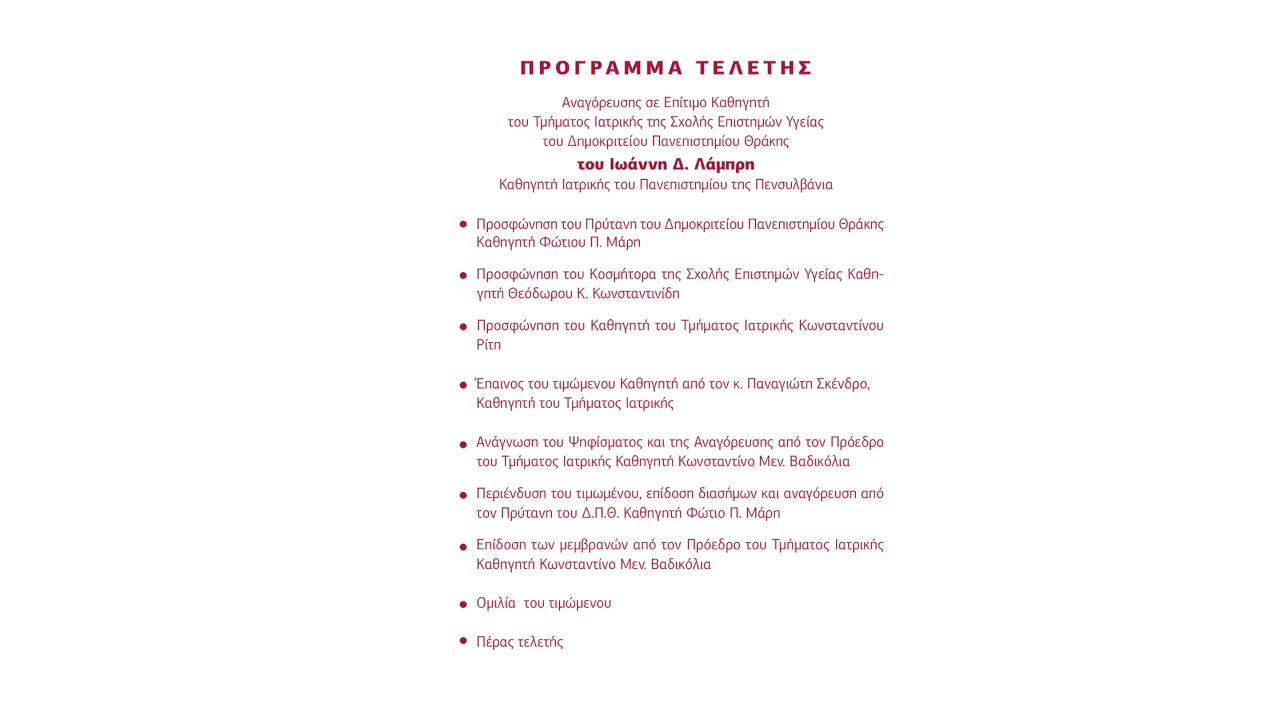 ΠΡΟΓΡΑΜΜΑ ΤΕΛΕΤΗΣ
Αναγόρευσης σε Επίτιμο Καθηγητή
του Τμήματος Ιατρικής της Σχολής Επιστημών Υγείας
του Δημοκριτείου Πανεπιστημίου Θράκης
του Ιωάννη Δ. Λάμπρη
Καθηγητή Ιατρικής του Πανεπιστημίου της Πενσυλβάνια
• Προσφώνηση του Πρύτανη του Δημοκριτείου Πανεπιστημίου Θράκης
Καθηγητή Φώτιου Π. Μάρη
• Προσφώνηση του Κοσμήτορα της Σχολής Επιστημών Υγείας Καθη-
γητή Θεόδωρου Κ. Κωνσταντινίδη
• Προσφώνηση του Καθηγητή του Τμήματος Ιατρικής Κωνσταντίνου
Ρίτη
• Έπαινος του τιμώμενου Καθηγητή από τον κ. Παναγιώτη Σκένδρο,
Καθηγητή του Τμήματος Ιατρικής
• Ανάγνωση του Ψηφίσματος και της Αναγόρευσης από τον Πρόεδρο
του Τμήματος Ιατρικής Καθηγητή Κωνσταντίνο Μεν. Βαδικόλια
• Περιένδυση του τιμωμένου, επίδοση διασήμων και αναγόρευση από
τον Πρύτανη του Δ.Π.Θ. Καθηγητή Φώτιο Π. Μάρη
• Επίδοση των μεμβρανών από τον Πρόεδρο του Τμήματος Ιατρικής
Καθηγητή Κωνσταντίνο Μεν. Βαδικόλια
• Ομιλία  του τιμώμενου
• Πέρας τελετής